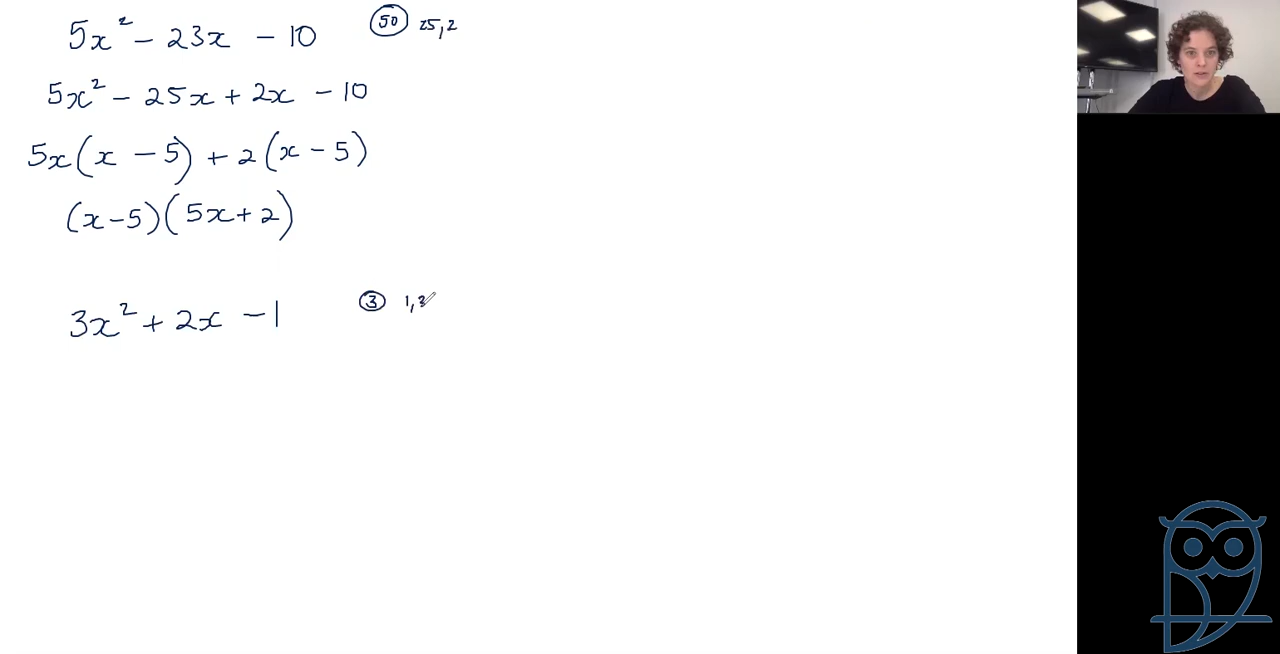 5x² - 23x - 10 50 25,2
5x² - 25x + 2x - 10
5x(x - 5) + 2(x - 5)
(x - 5)(5x + 2)
3x² + 2x - 1 3 1,3